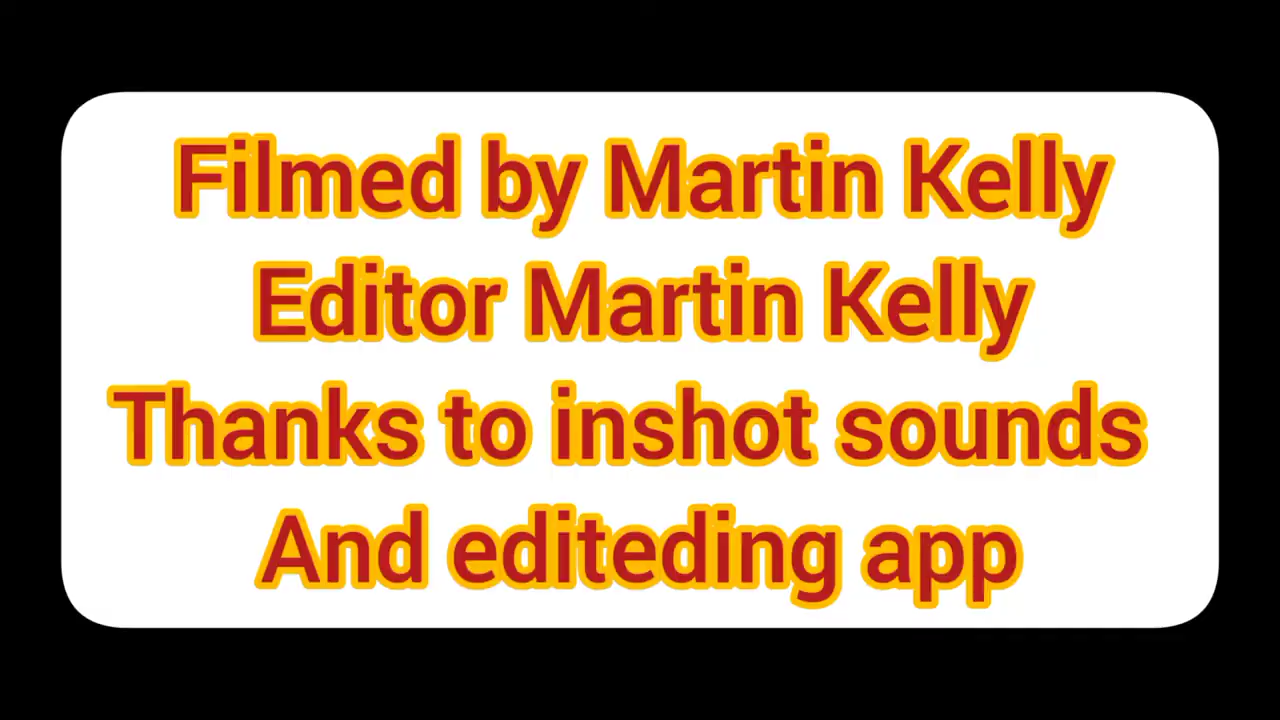 Filmed by Martin Kelly
Editor Martin Kelly
Thanks to inshot sounds
And editeding app